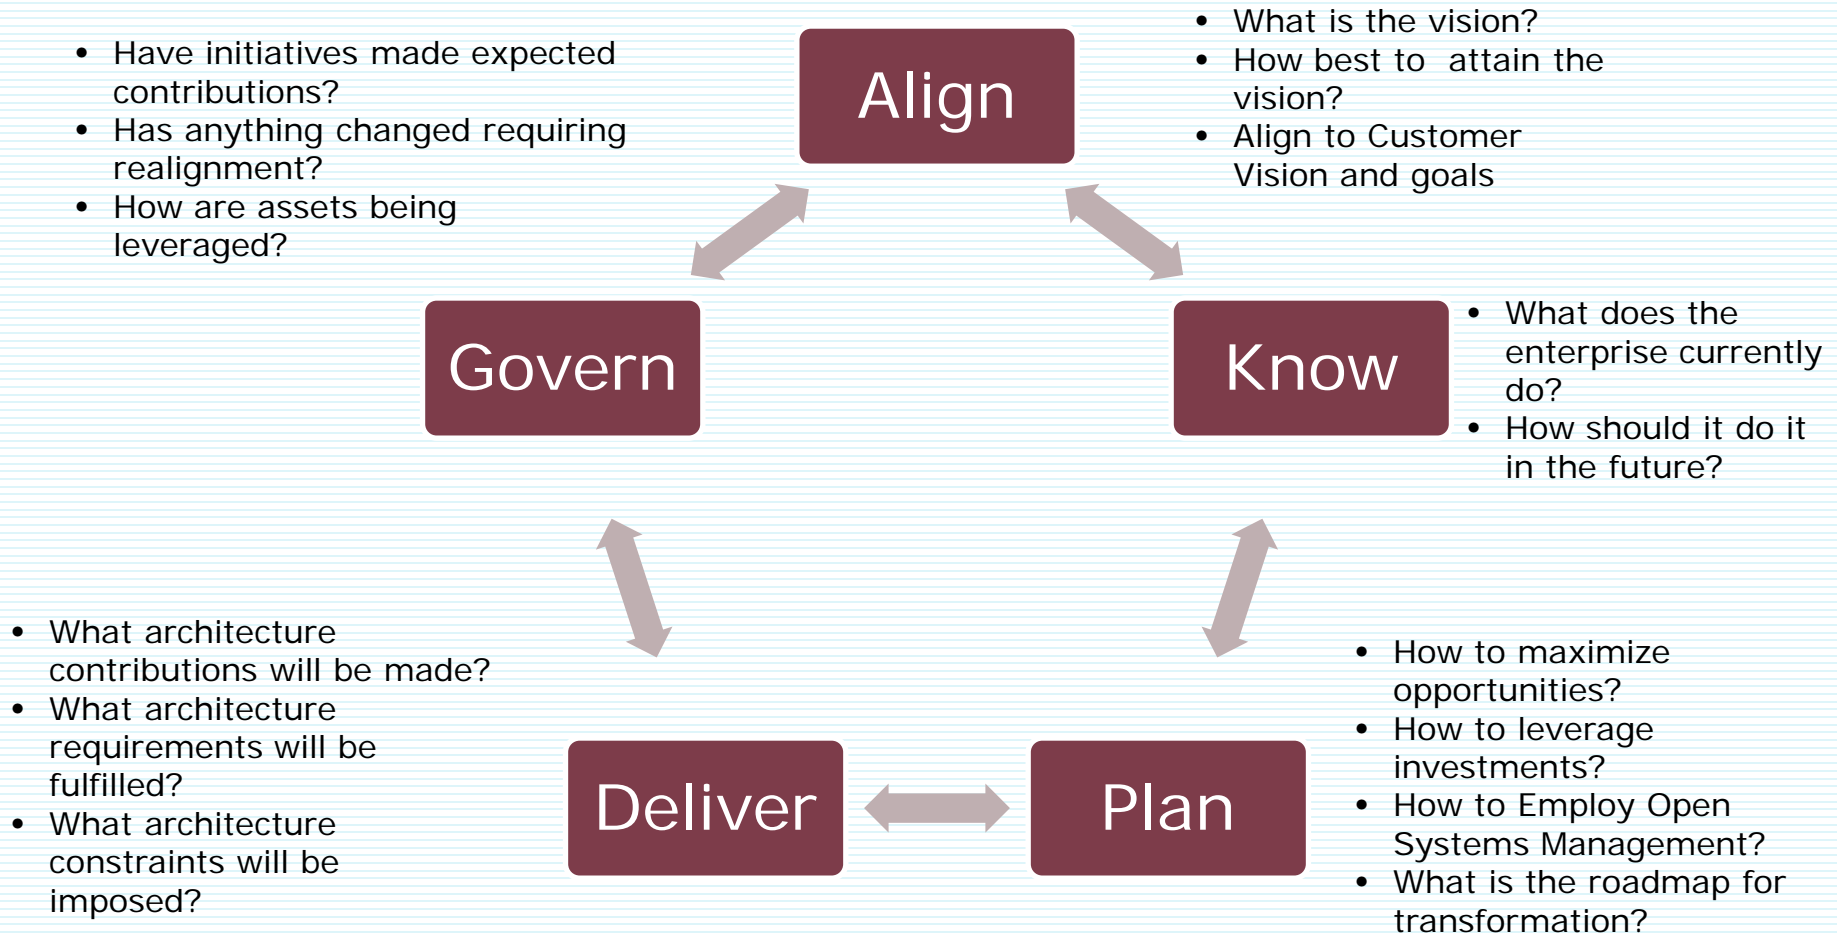 Align
• What is the vision?
• How best to  attain the
vision?
• Align to Customer
Vision and goals
• Have initiatives made expected
contributions?
• Has anything changed requiring
realignment?
• How are assets being
leveraged?
Govern
Know
• What does the
enterprise currently
do?
• How should it do it
in the future?
• What architecture
contributions will be made?
• What architecture
requirements will be
fulfilled?
• What architecture
constraints will be
imposed?
Deliver
Plan
• How to maximize
opportunities?
• How to leverage
investments?
• How to Employ Open
Systems Management?
• What is the roadmap for
transformation?